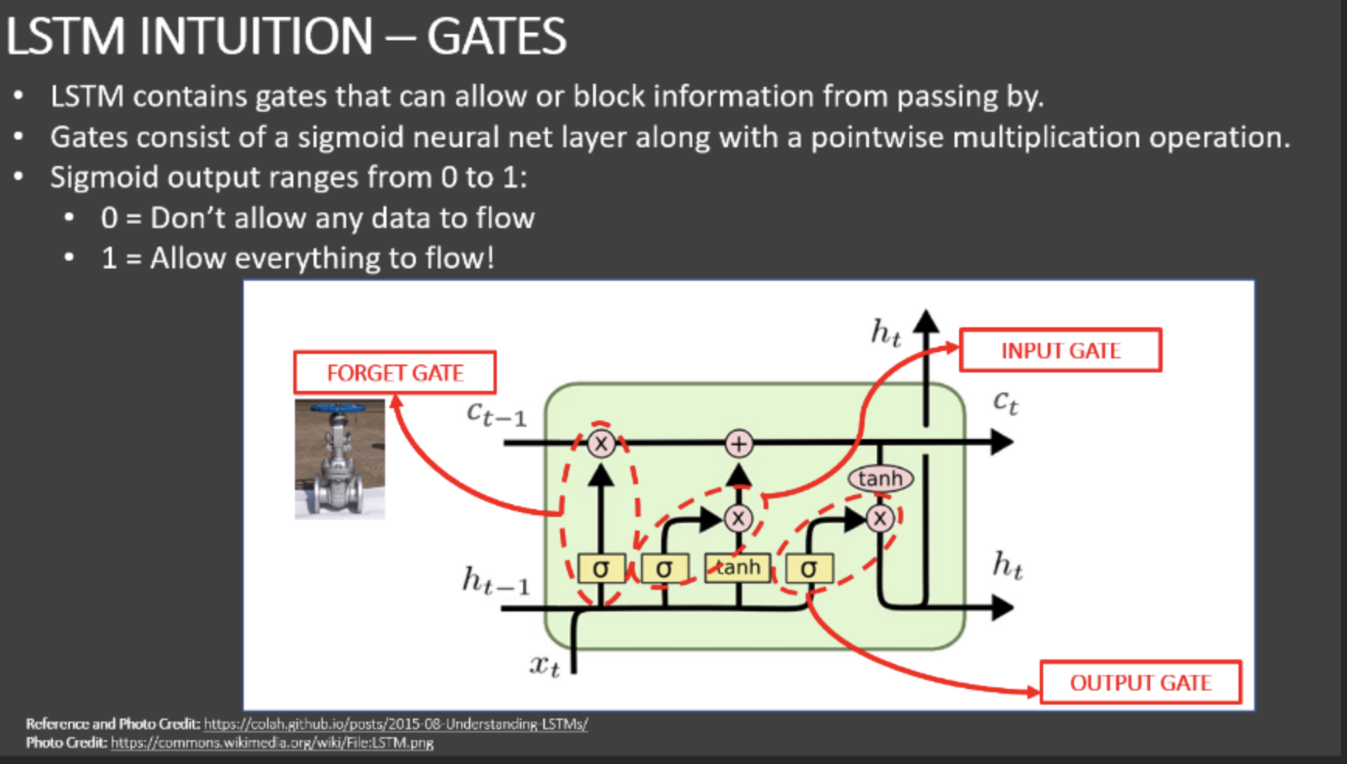 LSTM INTUITION – GATES
• LSTM contains gates that can allow or block information from passing by.
• Gates consist of a sigmoid neural net layer along with a pointwise multiplication operation.
• Sigmoid output ranges from 0 to 1:
• 0 = Don’t allow any data to flow
• 1 = Allow everything to flow!
h_t
INPUT GATE
FORGET GATE
c_{t-1}
c_t
x
+
tanh
x
x
σ
σ
tanh
σ
h_{t-1}
h_t
x_t
OUTPUT GATE
Reference and Photo Credit: https://colah.github.io/posts/2015-08-Understanding-LSTMs/
Photo Credit: https://commons.wikimedia.org/wiki/File:LSTM.png